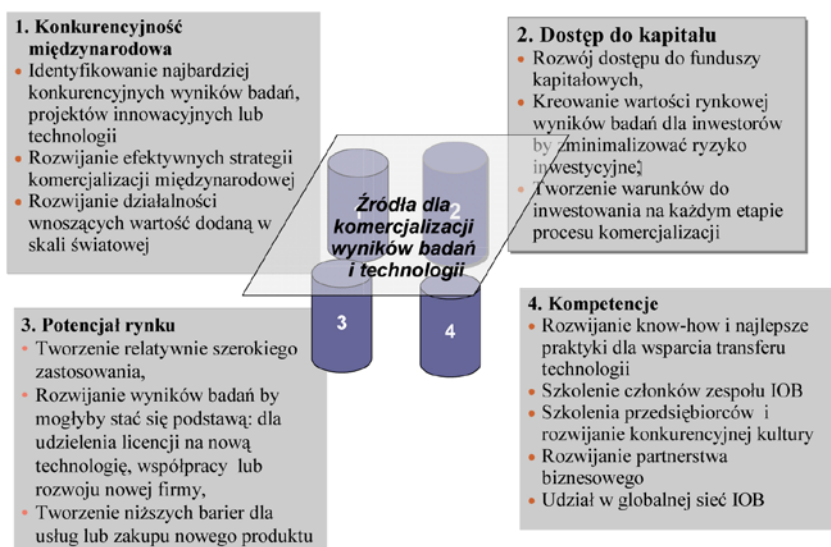 1. Konkurencyjność
międzynarodowa
• Identyfikowanie najbardziej
konkurencyjnych wyników badań,
projektów innowacyjnych lub
technologii
• Rozwijanie efektywnych strategii
komercjalizacji międzynarodowej
• Rozwijanie działalności
wnoszących wartość dodaną w
skali światowej
2. Dostęp do kapitału
• Rozwój dostępu do funduszy
kapitałowych,
• Kreowanie wartości rynkowej
wyników badań dla inwestorów
by zminimalizować ryzyko
inwestycyjne,
• Tworzenie warunków do
inwestowania na każdym etapie
procesu komercjalizacji
1
2
Źródła dla
komercjalizacji
wyników badań
i technologii
3
4
3. Potencjał rynku
• Tworzenie relatywnie szerokiego
zastosowania,
• Rozwijanie wyników badań by
mogłyby stać się podstawą: dla
udzielenia licencji na nową
technologię, współpracy lub
rozwoju nowej firmy,
• Tworzenie niższych barier dla
usług lub zakupu nowego produktu
4. Kompetencje
• Rozwijanie know-how i najlepsze
praktyki dla wsparcia transferu
technologii
• Szkolenie członków zespołu IOB
• Szkolenia przedsiębiorców i
rozwijanie konkurencyjnej kultury
• Rozwijanie partnerstwa
biznesowego
• Udział w globalnej sieć IOB